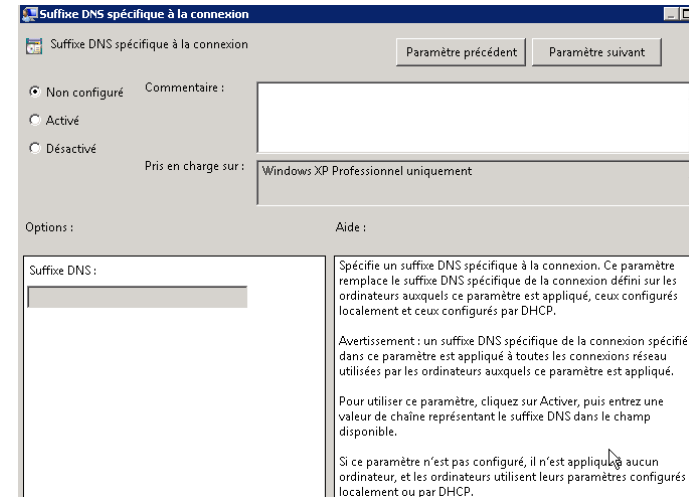 Suffixe DNS spécifique à la connexion
Suffixe DNS spécifique à la connexion
Paramètre précédent
Paramètre suivant
Non configuré
Commentaire :
Activé
Désactivé
Pris en charge sur :
Windows XP Professionnel uniquement
Options :
Aide :
Suffixe DNS :
Spécifie un suffixe DNS spécifique à la connexion. Ce paramètre
remplace le suffixe DNS spécifique de la connexion défini sur les
ordinateurs auxquels ce paramètre est appliqué, ceux configurés
localement et ceux configurés par DHCP.
Avertissement : un suffixe DNS spécifique de la connexion spécifié
dans ce paramètre est appliqué à toutes les connexions réseau
utilisées par les ordinateurs auxquels ce paramètre est appliqué.
Pour utiliser ce paramètre, cliquez sur Activer, puis entrez une
valeur de chaîne représentant le suffixe DNS dans le champ
disponible.
Si ce paramètre n'est pas configuré, il n'est appliqué à aucun
ordinateur, et les ordinateurs utilisent leurs paramètres configurés
localement ou par DHCP.